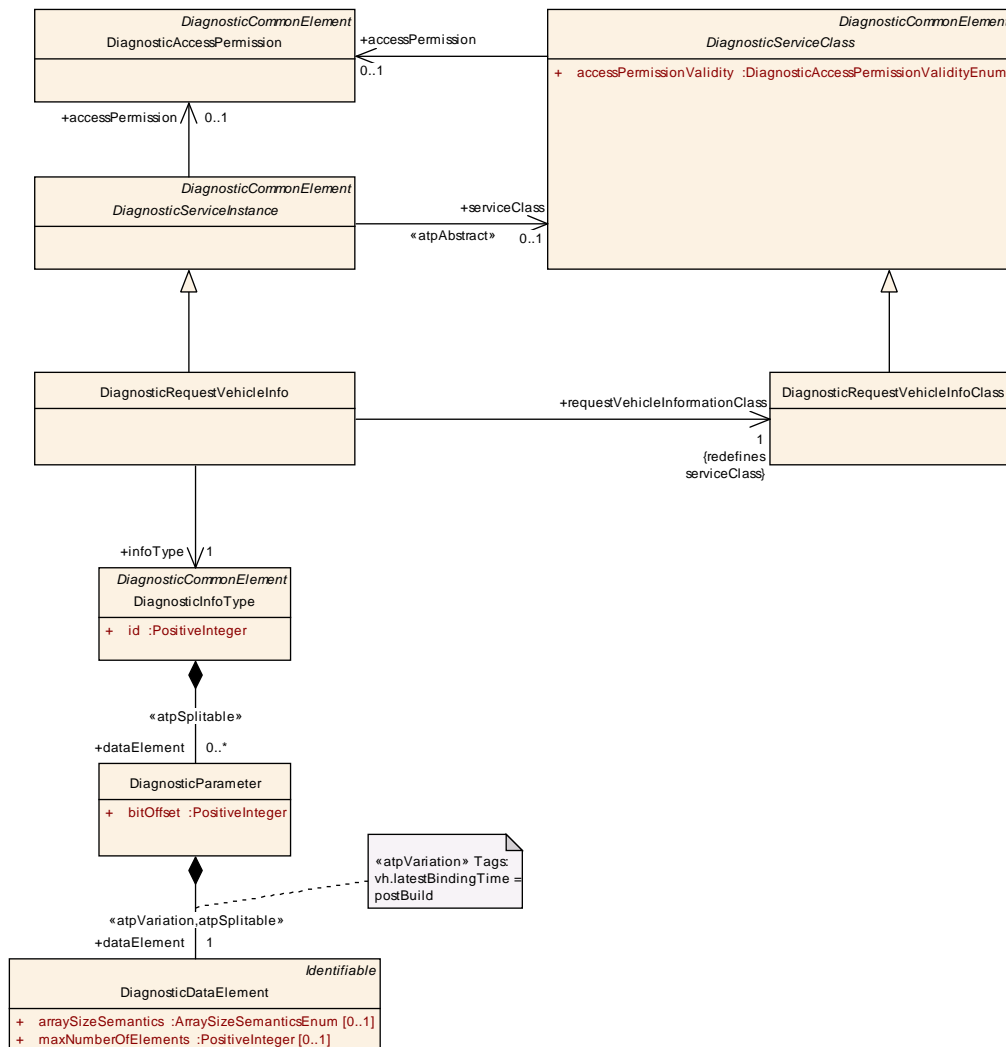 DiagnosticCommonElement
DiagnosticAccessPermission
+accessPermission
0..1
DiagnosticCommonElement
DiagnosticServiceClass
+ accessPermissionValidity :DiagnosticAccessPermissionValidityEnum
+accessPermission
0..1
DiagnosticCommonElement
DiagnosticServiceInstance
+serviceClass
«atpAbstract»
0..1
DiagnosticRequestVehicleInfo
+requestVehicleInformationClass
1
{redefines
serviceClass}
DiagnosticRequestVehicleInfoClass
+infoType
1
DiagnosticCommonElement
DiagnosticInfoType
+ id :PositiveInteger
«atpSplitable»
+dataElement
0..*
DiagnosticParameter
+ bitOffset :PositiveInteger
«atpVariation» Tags:
vh.latestBindingTime =
postBuild
«atpVariation,atpSplitable»
+dataElement
1
Identifiable
DiagnosticDataElement
+ arraySizeSemantics :ArraySizeSemanticsEnum [0..1]
+ maxNumberOfElements :PositiveInteger [0..1]